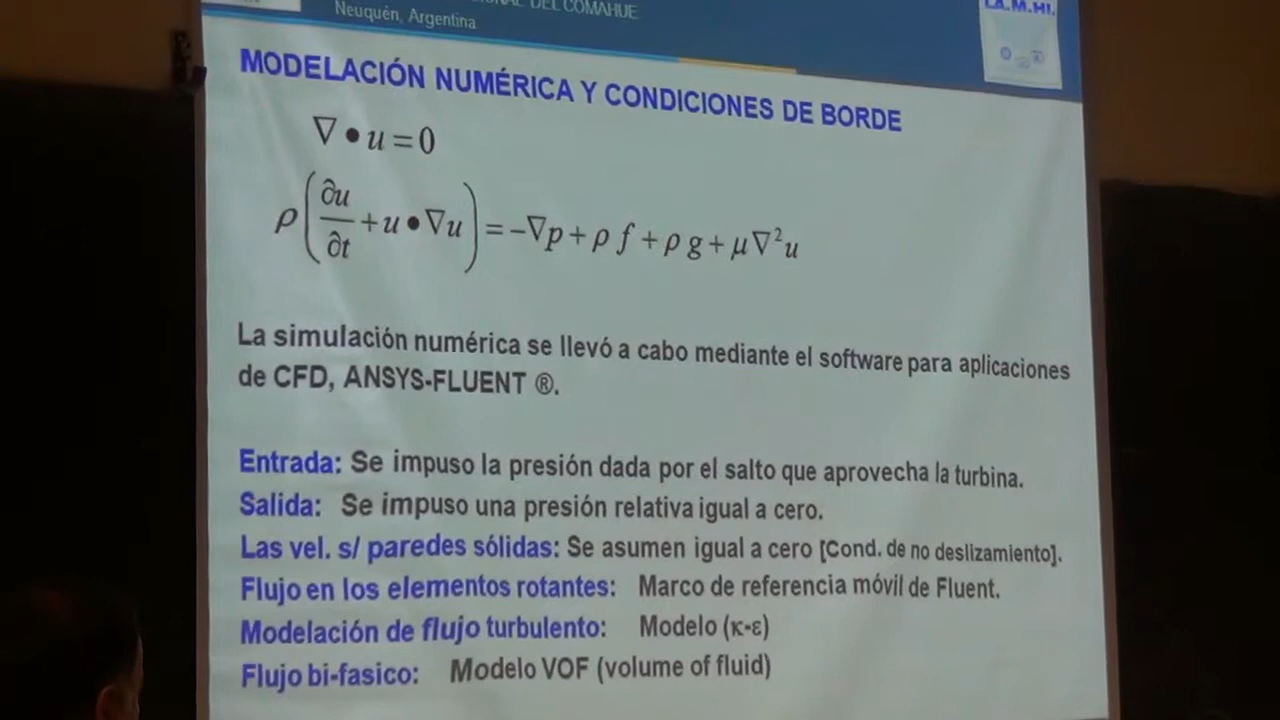 DEL COMAHUE
Neuquén, Argentina
LA.M.HI.
MODELACIÓN NUMÉRICA Y CONDICIONES DE BORDE
∇ • u = 0
ρ(∂u/∂t + u • ∇u) = −∇p + ρ f + ρ g + μ∇²u
La simulación numérica se llevó a cabo mediante el software para aplicaciones
de CFD, ANSYS-FLUENT ®.
Entrada: Se impuso la presión dada por el salto que aprovecha la turbina.
Salida: Se impuso una presión relativa igual a cero.
Las vel. s/ paredes sólidas: Se asumen igual a cero [Cond. de no deslizamiento].
Flujo en los elementos rotantes: Marco de referencia móvil de Fluent.
Modelación de flujo turbulento: Modelo (κ-ε)
Flujo bi-fasico: Modelo VOF (volume of fluid)